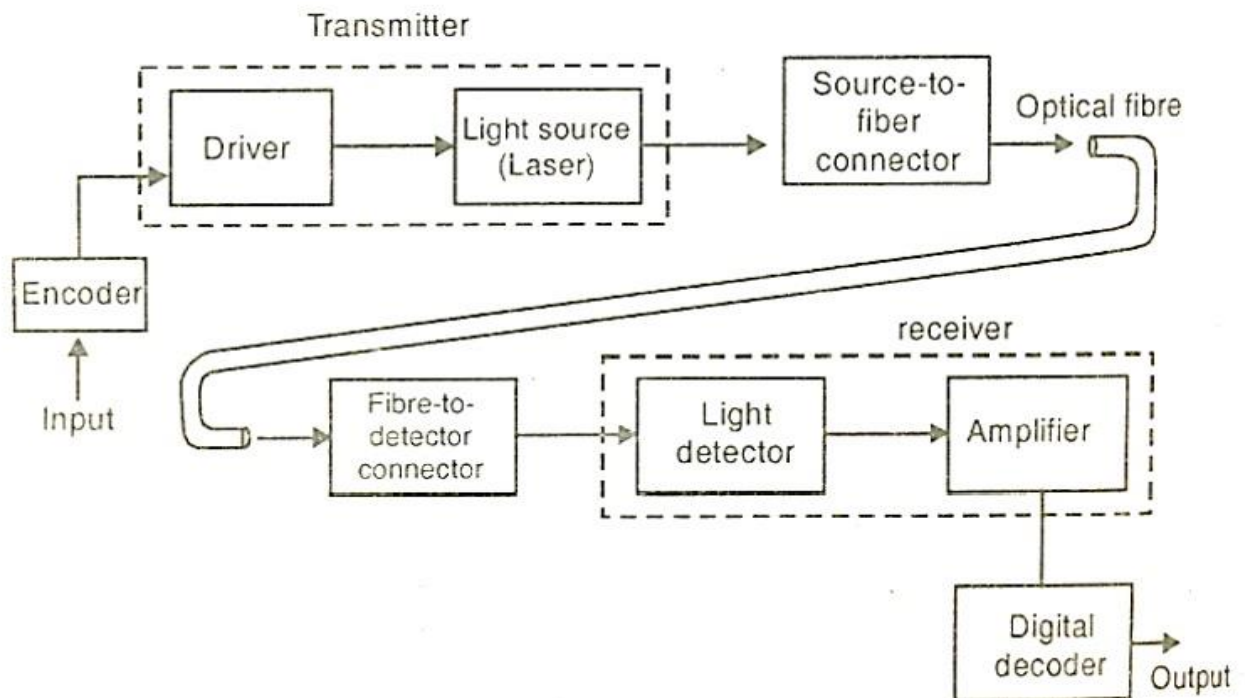 Transmitter
Driver
Light source
(Laser)
Source-to-
fiber
connector
Optical fibre
Encoder
Input
receiver
Fibre-to-
detector
connector
Light
detector
Amplifier
Digital
decoder
Output